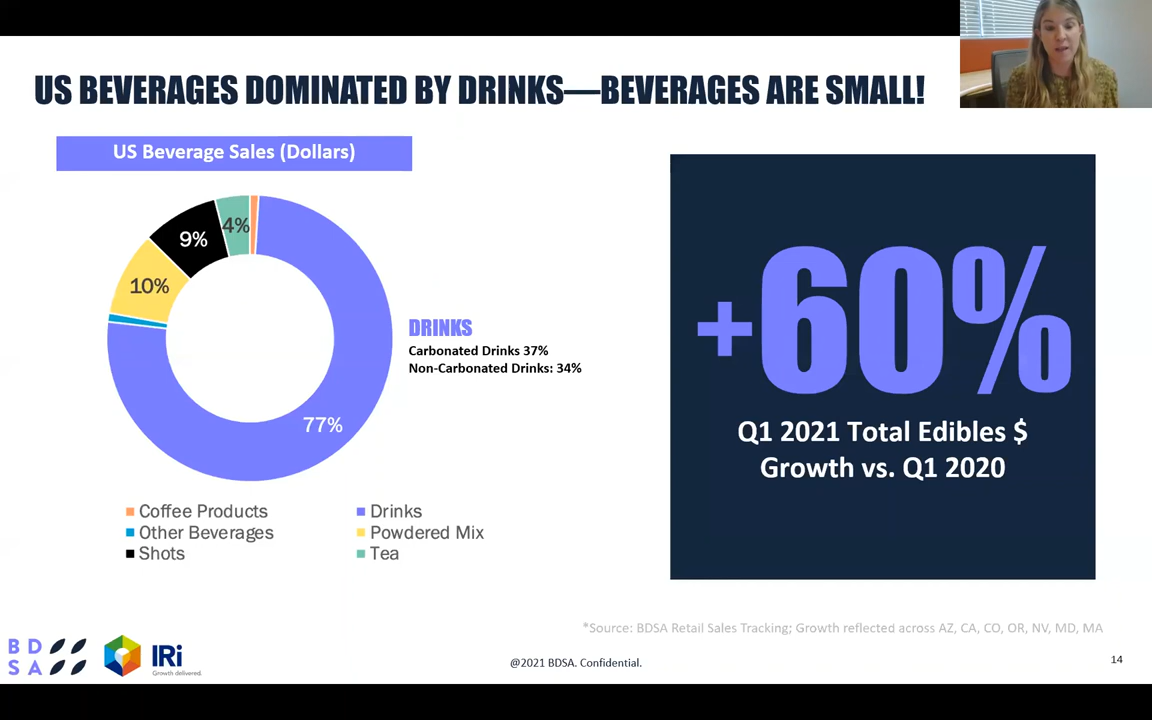 US BEVERAGES DOMINATED BY DRINKS—BEVERAGES ARE SMALL!
US Beverage Sales (Dollars)
4%
9%
10%
77%
DRINKS
Carbonated Drinks 37%
Non-Carbonated Drinks: 34%
Coffee Products
Drinks
Other Beverages
Powdered Mix
Shots
Tea
+60%
Q1 2021 Total Edibles $
Growth vs. Q1 2020
*Source: BDSA Retail Sales Tracking; Growth reflected across AZ, CA, CO, OR, NV, MD, MA
BD
SA
IRi
Growth delivered.
@2021 BDSA. Confidential.
14